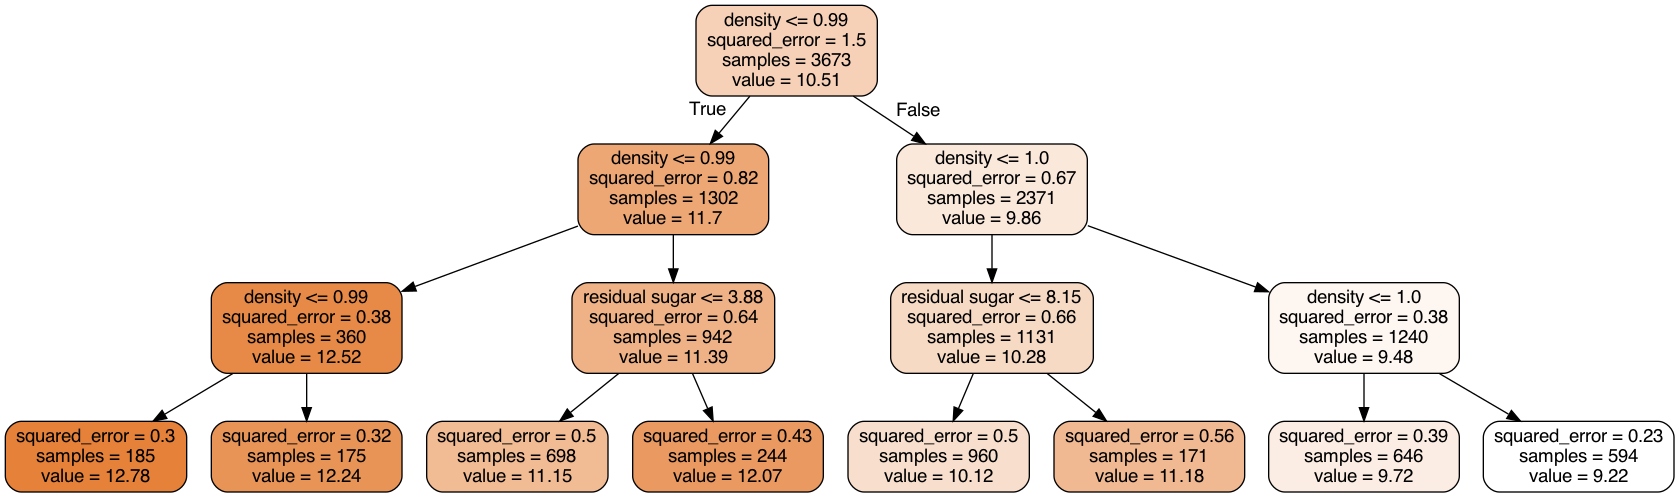 density <= 0.99
squared_error = 1.5
samples = 3673
value = 10.51
True
False
density <= 0.99
squared_error = 0.82
samples = 1302
value = 11.7
density <= 1.0
squared_error = 0.67
samples = 2371
value = 9.86
density <= 0.99
squared_error = 0.38
samples = 360
value = 12.52
residual sugar <= 3.88
squared_error = 0.64
samples = 942
value = 11.39
residual sugar <= 8.15
squared_error = 0.66
samples = 1131
value = 10.28
density <= 1.0
squared_error = 0.38
samples = 1240
value = 9.48
squared_error = 0.3
samples = 185
value = 12.78
squared_error = 0.32
samples = 175
value = 12.24
squared_error = 0.5
samples = 698
value = 11.15
squared_error = 0.43
samples = 244
value = 12.07
squared_error = 0.5
samples = 960
value = 10.12
squared_error = 0.56
samples = 171
value = 11.18
squared_error = 0.39
samples = 646
value = 9.72
squared_error = 0.23
samples = 594
value = 9.22